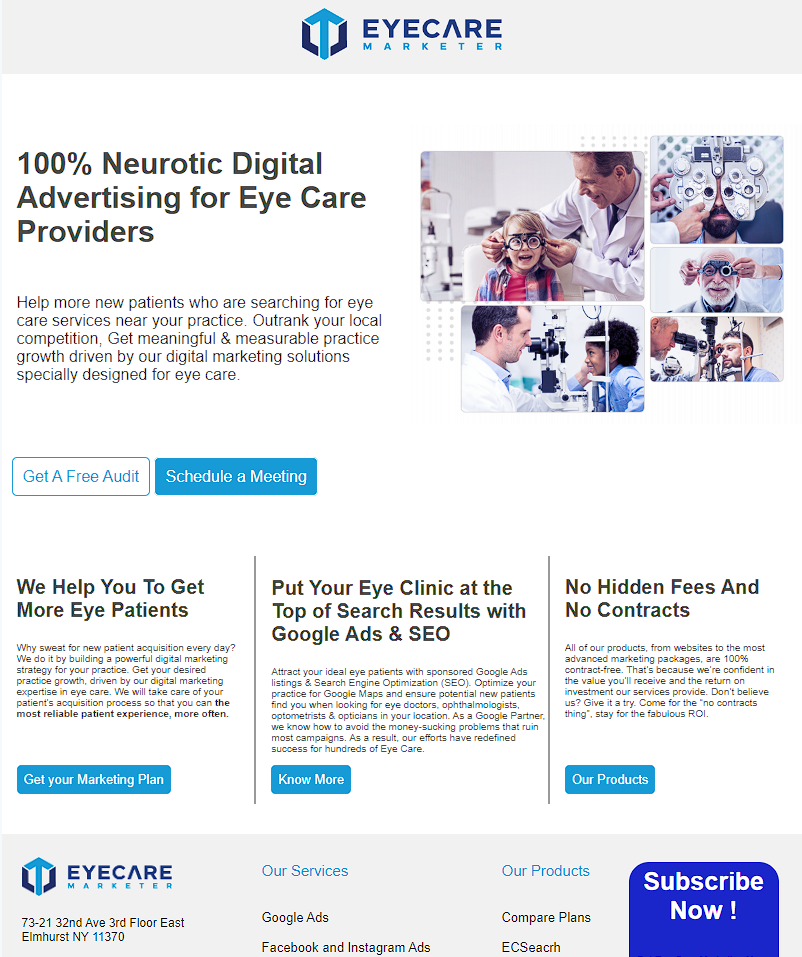 EYECARE
MARKETER
100% Neurotic Digital
Advertising for Eye Care
Providers
Help more new patients who are searching for eye
care services near your practice. Outrank your local
competition, Get meaningful & measurable practice
growth driven by our digital marketing solutions
specially designed for eye care.
Get A Free Audit
Schedule a Meeting
We Help You To Get
More Eye Patients
Why sweat for new patient acquisition every day?
We do it by building a powerful digital marketing
strategy for your practice. Get your desired
practice growth, driven by our digital marketing
expertise in eye care. We will take care of your
patient's acquisition process so that you can the
most reliable patient experience, more often.
Get your Marketing Plan
Put Your Eye Clinic at the
Top of Search Results with
Google Ads & SEO
Attract your ideal eye patients with sponsored Google Ads
listings & Search Engine Optimization (SEO). Optimize your
practice for Google Maps and ensure potential new patients
find you when looking for eye doctors, ophthalmologists,
optometrists & opticians in your location. As a Google Partner,
we know how to avoid the money-sucking problems that ruin
most campaigns. As a result, our efforts have redefined
success for hundreds of Eye Care.
Know More
No Hidden Fees And
No Contracts
All of our products, from websites to the most
advanced marketing packages, are 100%
contract-free. That's because we're confident in
the value you'll receive and the return on
investment our services provide. Don't believe
us? Give it a try. Come for the "no contracts
thing", stay for the fabulous ROI.
Our Products
EYECARE
MARKETER
73-21 32nd Ave 3rd Floor East
Elmhurst NY 11370
Our Services
Google Ads
Facebook and Instagram Ads
Our Products
Compare Plans
ECSeacrh
Subscribe
Now !